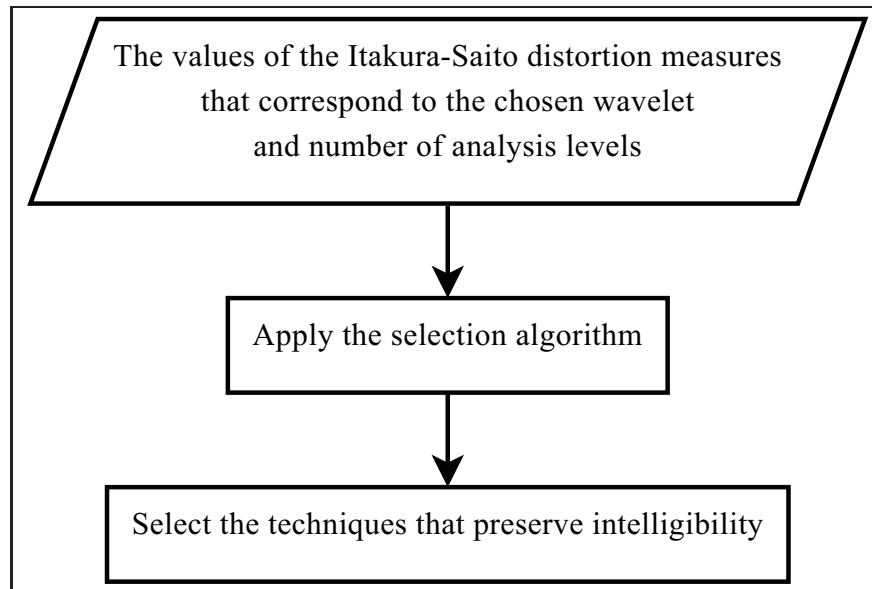 The values of the Itakura-Saito distortion measures
that correspond to the chosen wavelet
and number of analysis levels
Apply the selection algorithm
Select the techniques that preserve intelligibility